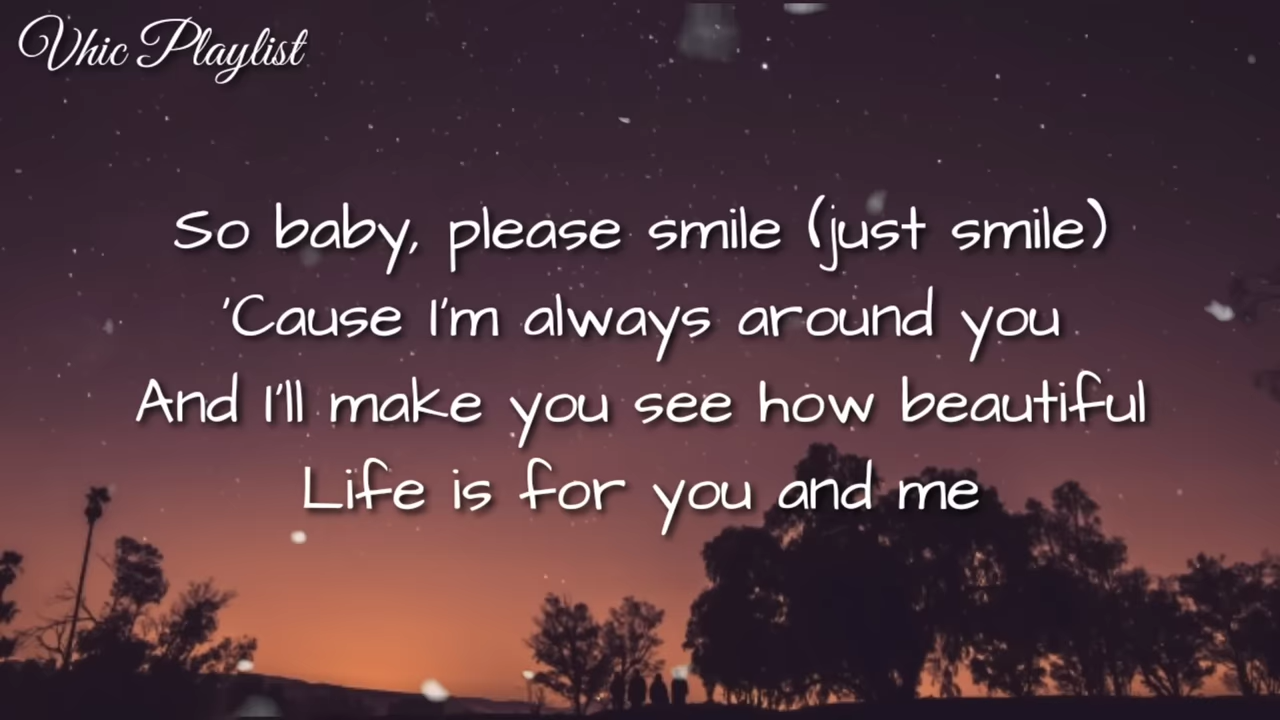 Vhic Playlist
So baby, please smile (just smile)
'Cause I'm always around you
And I'll make you see how beautiful
Life is for you and me